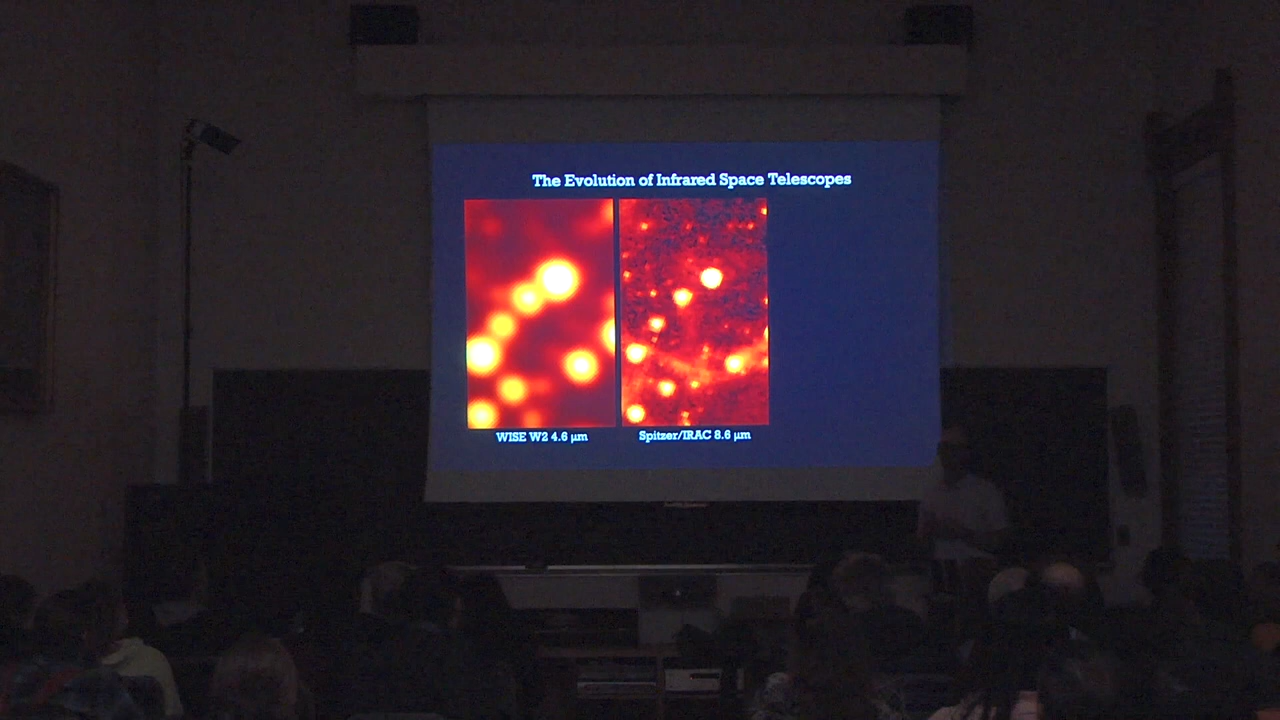 The Evolution of Infrared Space Telescopes
WISE W2 4.6 μm
Spitzer/IRAC 8.6 μm